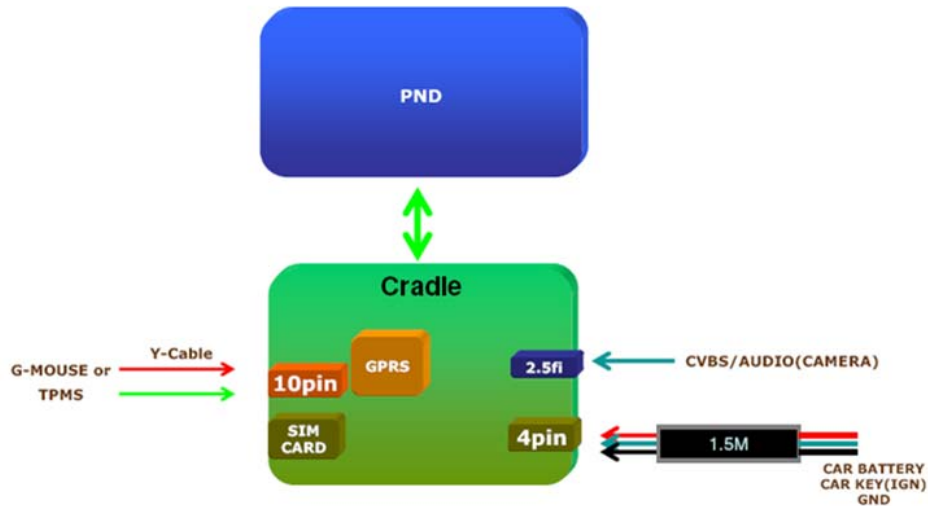 PND
Cradle
Y-Cable
G-MOUSE or
TPMS
10pin
GPRS
SIM
CARD
2.5fi
CVBS/AUDIO(CAMERA)
4pin
1.5M
CAR BATTERY
CAR KEY(IGN)
GND